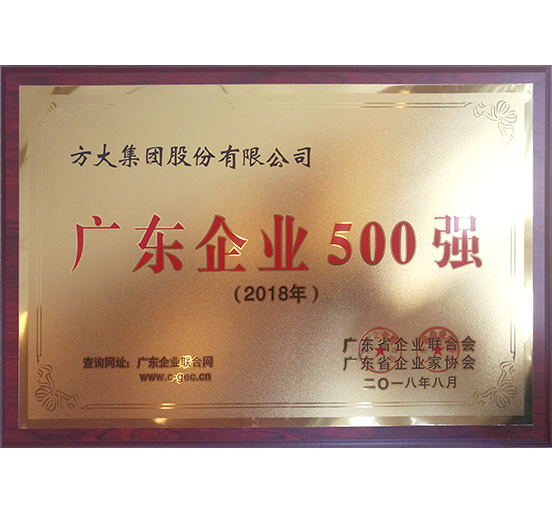 方大集团股份有限公司
广东企业500强
(2018年)
查询网址:广东企业联合网
www.c-gec.cn
广东省企业联合会
广东省企业家协会
二〇一八年八月